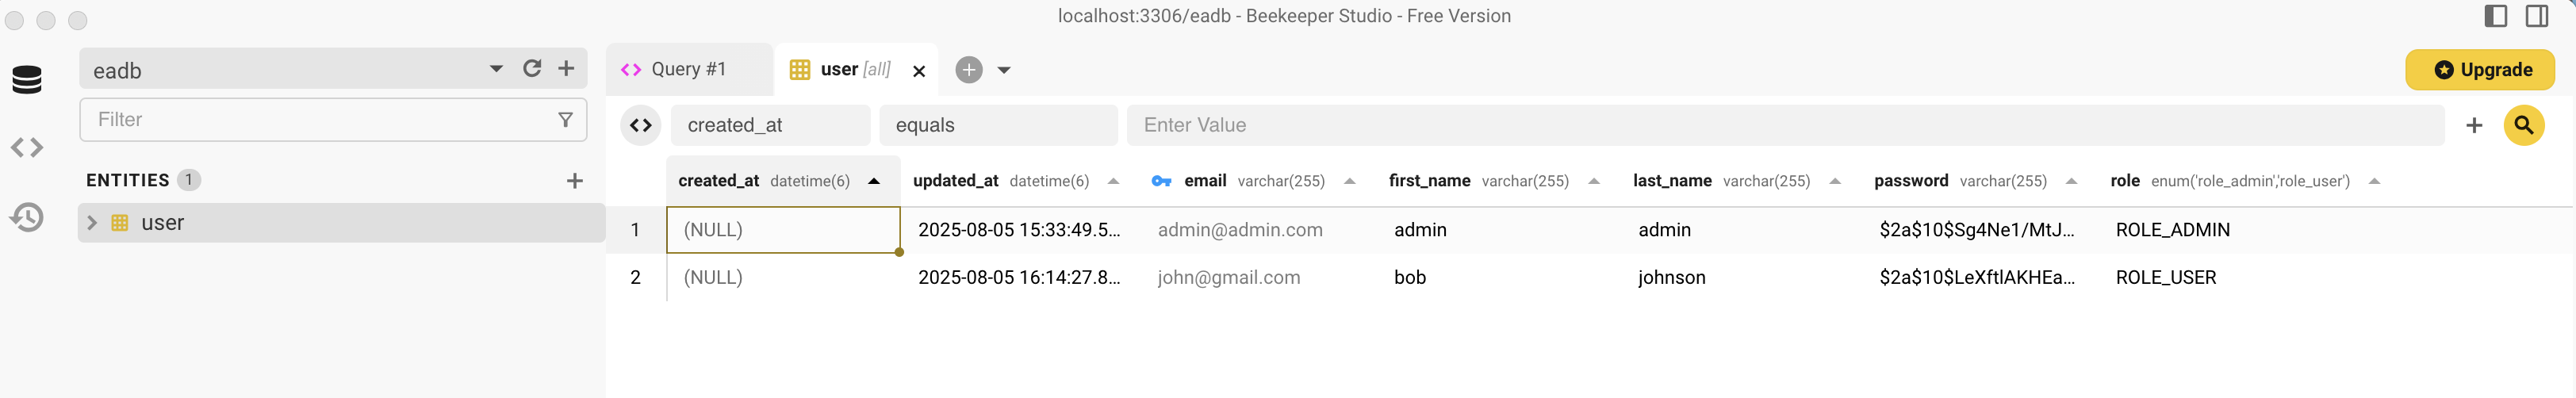 localhost:3306/eadb - Beekeeper Studio - Free Version
eadb
Query #1
user [all]
Upgrade
Filter
created_at
equals
Enter Value
ENTITIES 1
user
created_at datetime(6) updated_at datetime(6) email varchar(255) first_name varchar(255) last_name varchar(255) password varchar(255) role enum('role_admin','role_user')
1 (NULL) 2025-08-05 15:33:49.5... admin@admin.com admin admin $2a$10$Sg4Ne1/MtJ... ROLE_ADMIN
2 (NULL) 2025-08-05 16:14:27.8... john@gmail.com bob johnson $2a$10$LeXftlAKHEa... ROLE_USER